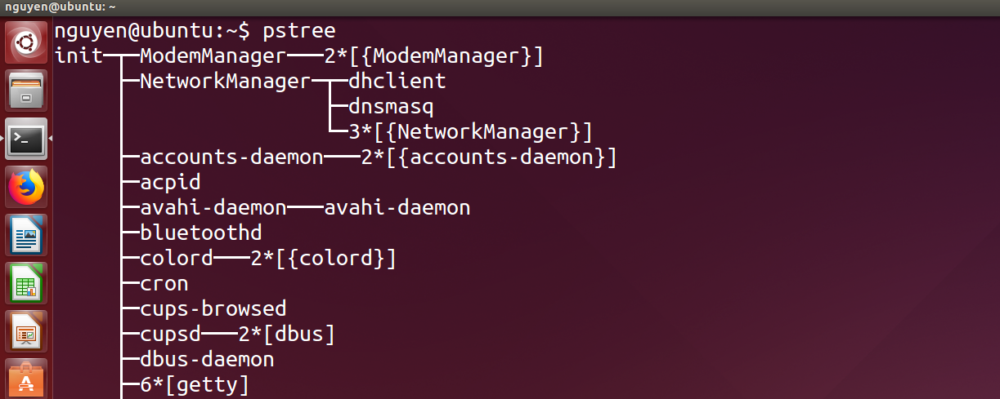 nguyen@ubuntu: ~
nguyen@ubuntu:~$ pstree
init─┬─ModemManager───2*[{ModemManager}]
     ├─NetworkManager─┬─dhclient
     │                ├─dnsmasq
     │                └─3*[{NetworkManager}]
     ├─accounts-daemon───2*[{accounts-daemon}]
     ├─acpid
     ├─avahi-daemon───avahi-daemon
     ├─bluetoothd
     ├─colord───2*[{colord}]
     ├─cron
     ├─cups-browsed
     ├─cupsd───2*[dbus]
     ├─dbus-daemon
     ├─6*[getty]